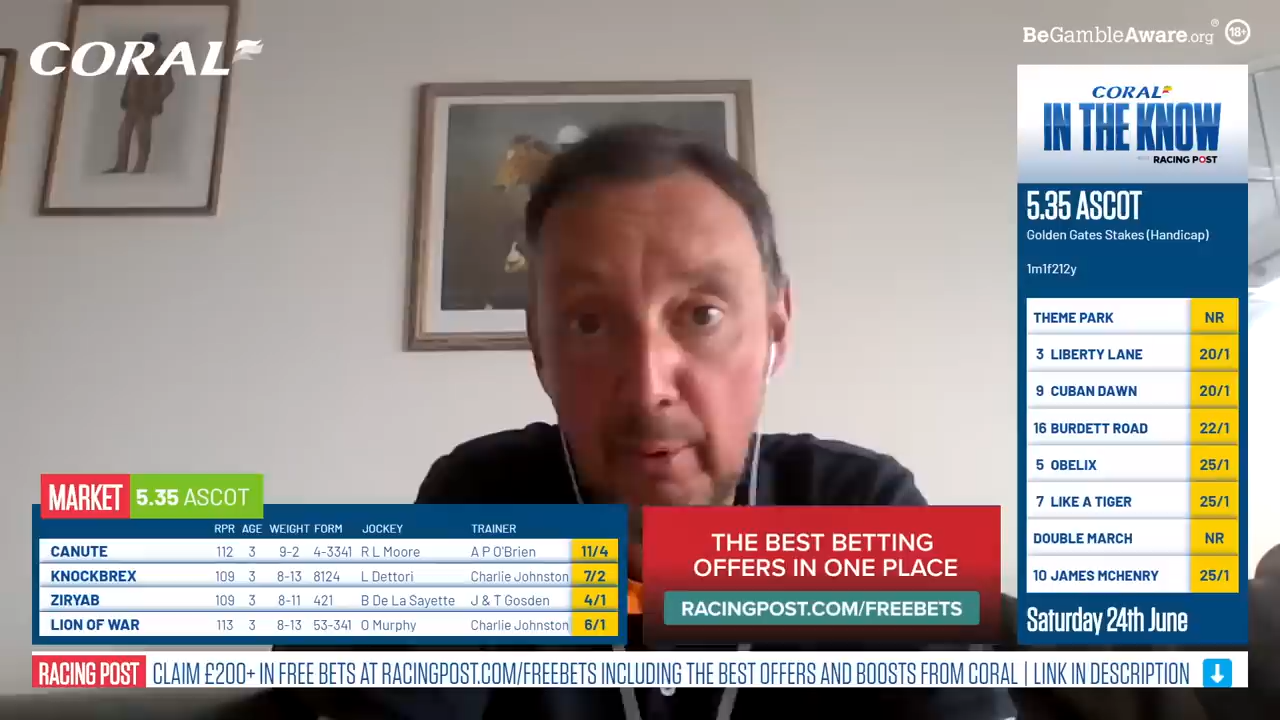 CORAL
BeGambleAware.org® 18+
CORAL
IN THE KNOW
RACING POST
5.35 ASCOT
Golden Gates Stakes (Handicap)
1m1f212y
THEME PARK NR
3 LIBERTY LANE 20/1
9 CUBAN DAWN 20/1
16 BURDETT ROAD 22/1
5 OBELIX 25/1
7 LIKE A TIGER 25/1
DOUBLE MARCH NR
10 JAMES MCHENRY 25/1
Saturday 24th June
MARKET 5.35 ASCOT
RPR AGE WEIGHT FORM JOCKEY TRAINER
CANUTE 112 3 9-2 4-3341 R L Moore A P O'Brien 11/4
KNOCKBREX 109 3 8-13 8124 L Dettori Charlie Johnston 7/2
ZIRYAB 109 3 8-11 421 B De La Sayette J & T Gosden 4/1
LION OF WAR 113 3 8-13 53-341 O Murphy Charlie Johnston 6/1
THE BEST BETTING
OFFERS IN ONE PLACE
RACINGPOST.COM/FREEBETS
RACING POST CLAIM £200+ IN FREE BETS AT RACINGPOST.COM/FREEBETS INCLUDING THE BEST OFFERS AND BOOSTS FROM CORAL | LINK IN DESCRIPTION